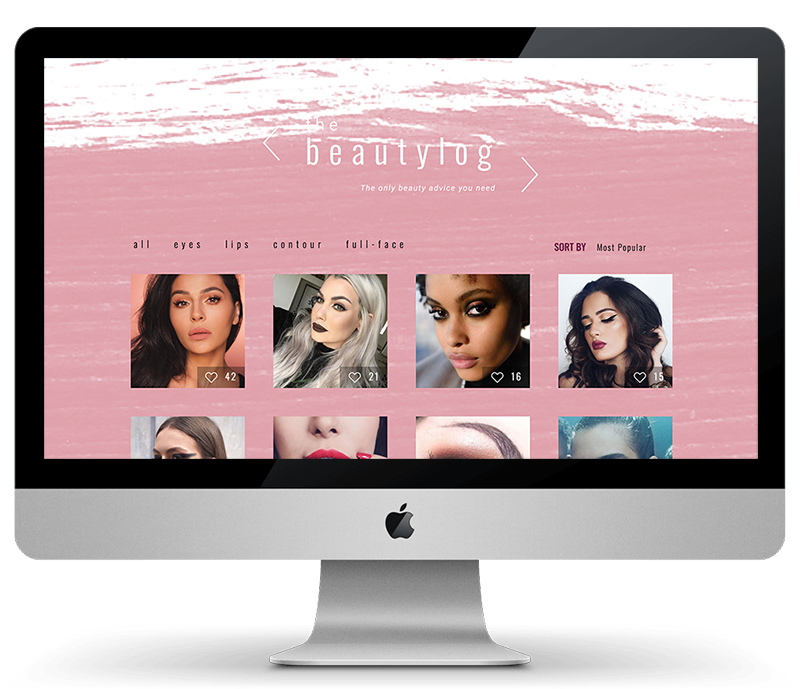 the
beautylog
The only beauty advice you need
all eyes lips contour full-face
SORT BY Most Popular
42 21 16 15